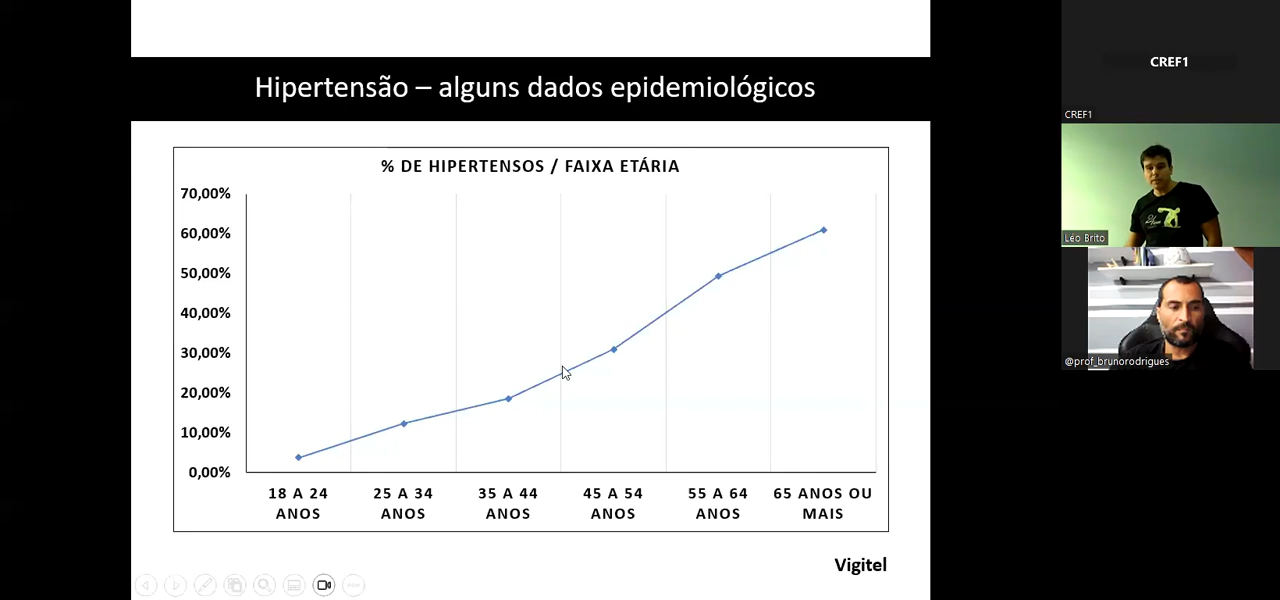 Hipertensão – alguns dados epidemiológicos
% DE HIPERTENSOS / FAIXA ETÁRIA
70,00%
60,00%
50,00%
40,00%
30,00%
20,00%
10,00%
0,00%
18 A 24
ANOS
25 A 34
ANOS
35 A 44
ANOS
45 A 54
ANOS
55 A 64
ANOS
65 ANOS OU
MAIS
Vigitel
CREF1
CREF1
Léo Brito
@prof_brunorodrigues